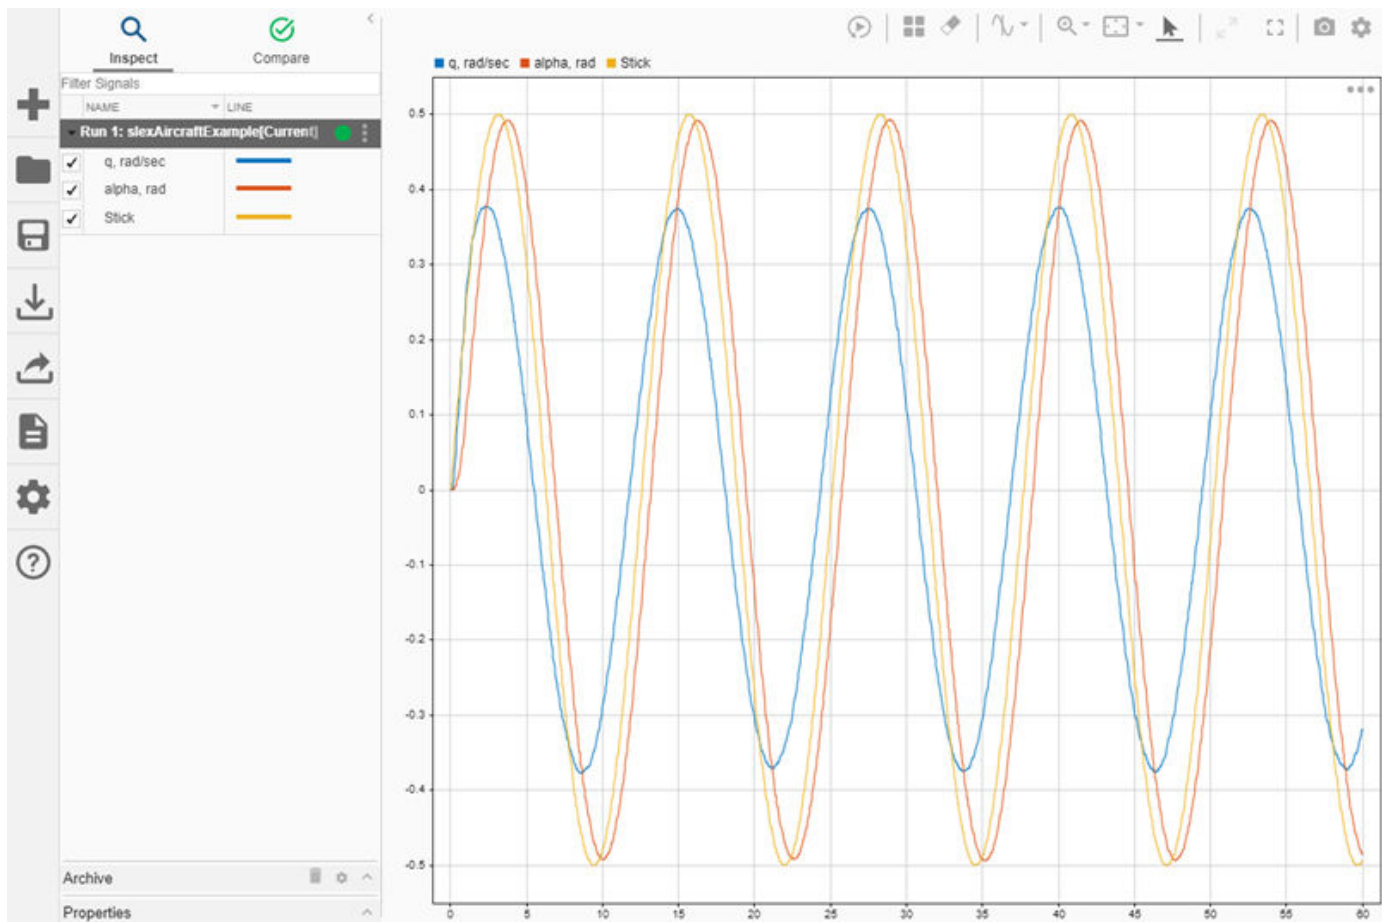 Inspect
Compare
Filter Signals
NAME
LINE
Run 1: slexAircraftExample[Current]
q, rad/sec
alpha, rad
Stick
Archive
Properties
q, rad/sec alpha, rad Stick
0.5
0.4
0.3
0.2
0.1
0
-0.1
-0.2
-0.3
-0.4
-0.5
0 5 10 15 20 25 30 35 40 45 50 55 60